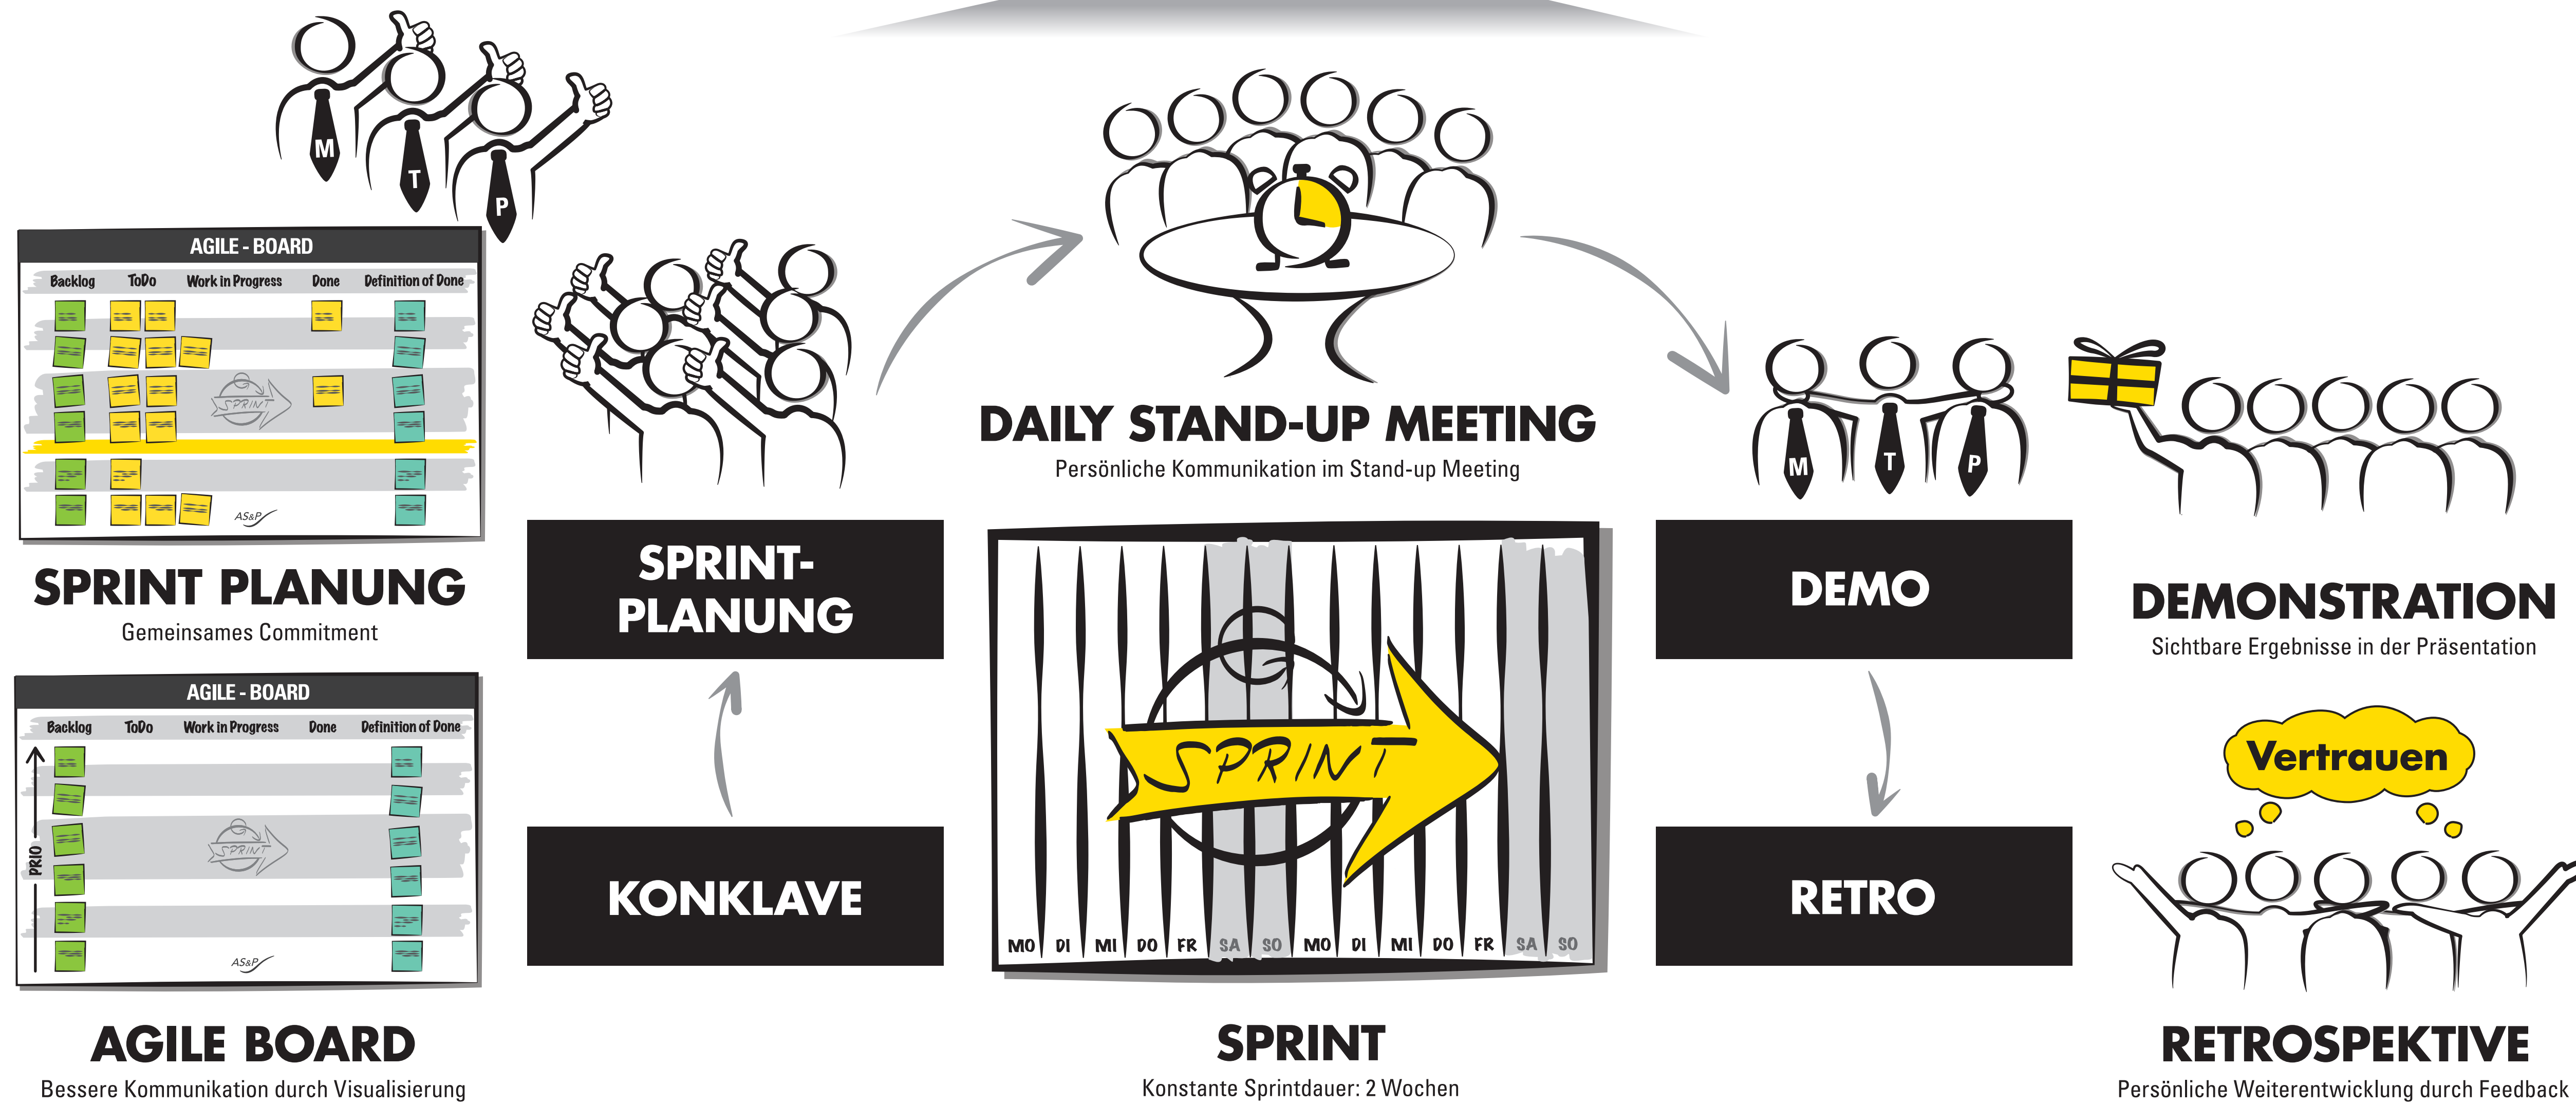 M
T
P
AGILE - BOARD
Backlog ToDo Work in Progress Done Definition of Done
SPRINT
AS&P
SPRINT PLANUNG
Gemeinsames Commitment
AGILE - BOARD
Backlog ToDo Work in Progress Done Definition of Done
PRIO
SPRINT
AS&P
AGILE BOARD
Bessere Kommunikation durch Visualisierung
SPRINT-
PLANUNG
KONKLAVE
DAILY STAND-UP MEETING
Persönliche Kommunikation im Stand-up Meeting
SPRINT
MO DI MI DO FR SA SO MO DI MI DO FR SA SO
SPRINT
Konstante Sprintdauer: 2 Wochen
M T P
DEMO
RETRO
DEMONSTRATION
Sichtbare Ergebnisse in der Präsentation
Vertrauen
RETROSPEKTIVE
Persönliche Weiterentwicklung durch Feedback